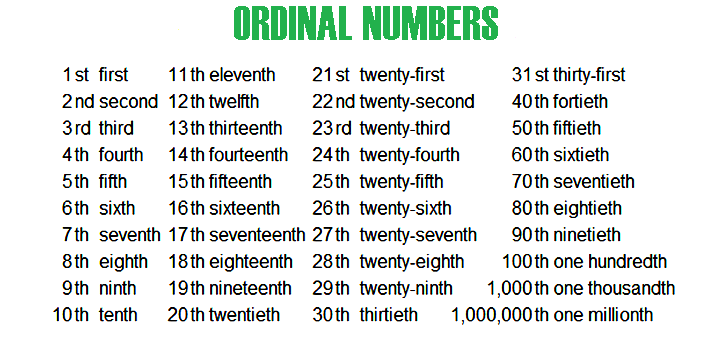 ORDINAL NUMBERS
1st first 11th eleventh 21st twenty-first 31st thirty-first
2nd second 12th twelfth 22nd twenty-second 40th fortieth
3rd third 13th thirteenth 23rd twenty-third 50th fiftieth
4th fourth 14th fourteenth 24th twenty-fourth 60th sixtieth
5th fifth 15th fifteenth 25th twenty-fifth 70th seventieth
6th sixth 16th sixteenth 26th twenty-sixth 80th eightieth
7th seventh 17th seventeenth 27th twenty-seventh 90th ninetieth
8th eighth 18th eighteenth 28th twenty-eighth 100th one hundredth
9th ninth 19th nineteenth 29th twenty-ninth 1,000th one thousandth
10th tenth 20th twentieth 30th thirtieth 1,000,000th one millionth